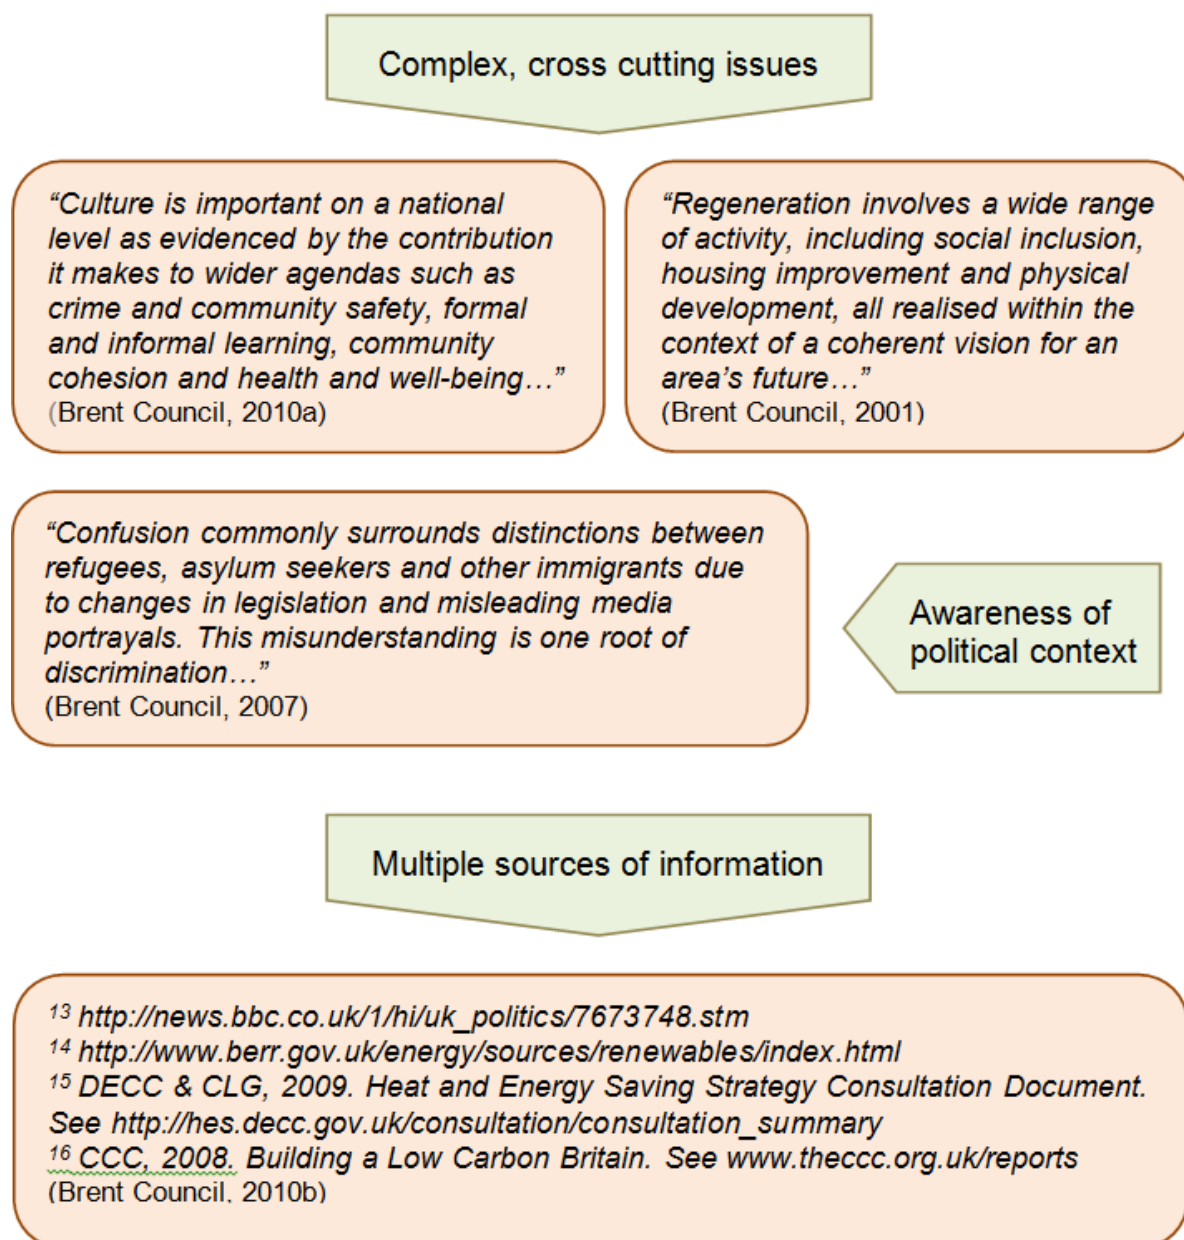 Complex, cross cutting issues
“Culture is important on a national
level as evidenced by the contribution
it makes to wider agendas such as
crime and community safety, formal
and informal learning, community
cohesion and health and well-being…”
(Brent Council, 2010a)
“Regeneration involves a wide range
of activity, including social inclusion,
housing improvement and physical
development, all realised within the
context of a coherent vision for an
area’s future…”
(Brent Council, 2001)
“Confusion commonly surrounds distinctions between
refugees, asylum seekers and other immigrants due
to changes in legislation and misleading media
portrayals. This misunderstanding is one root of
discrimination…”
(Brent Council, 2007)
Awareness of
political context
Multiple sources of information
13 http://news.bbc.co.uk/1/hi/uk_politics/7673748.stm
14 http://www.berr.gov.uk/energy/sources/renewables/index.html
15 DECC & CLG, 2009. Heat and Energy Saving Strategy Consultation Document.
See http://hes.decc.gov.uk/consultation/consultation_summary
16 CCC, 2008. Building a Low Carbon Britain. See www.theccc.org.uk/reports
(Brent Council, 2010b)